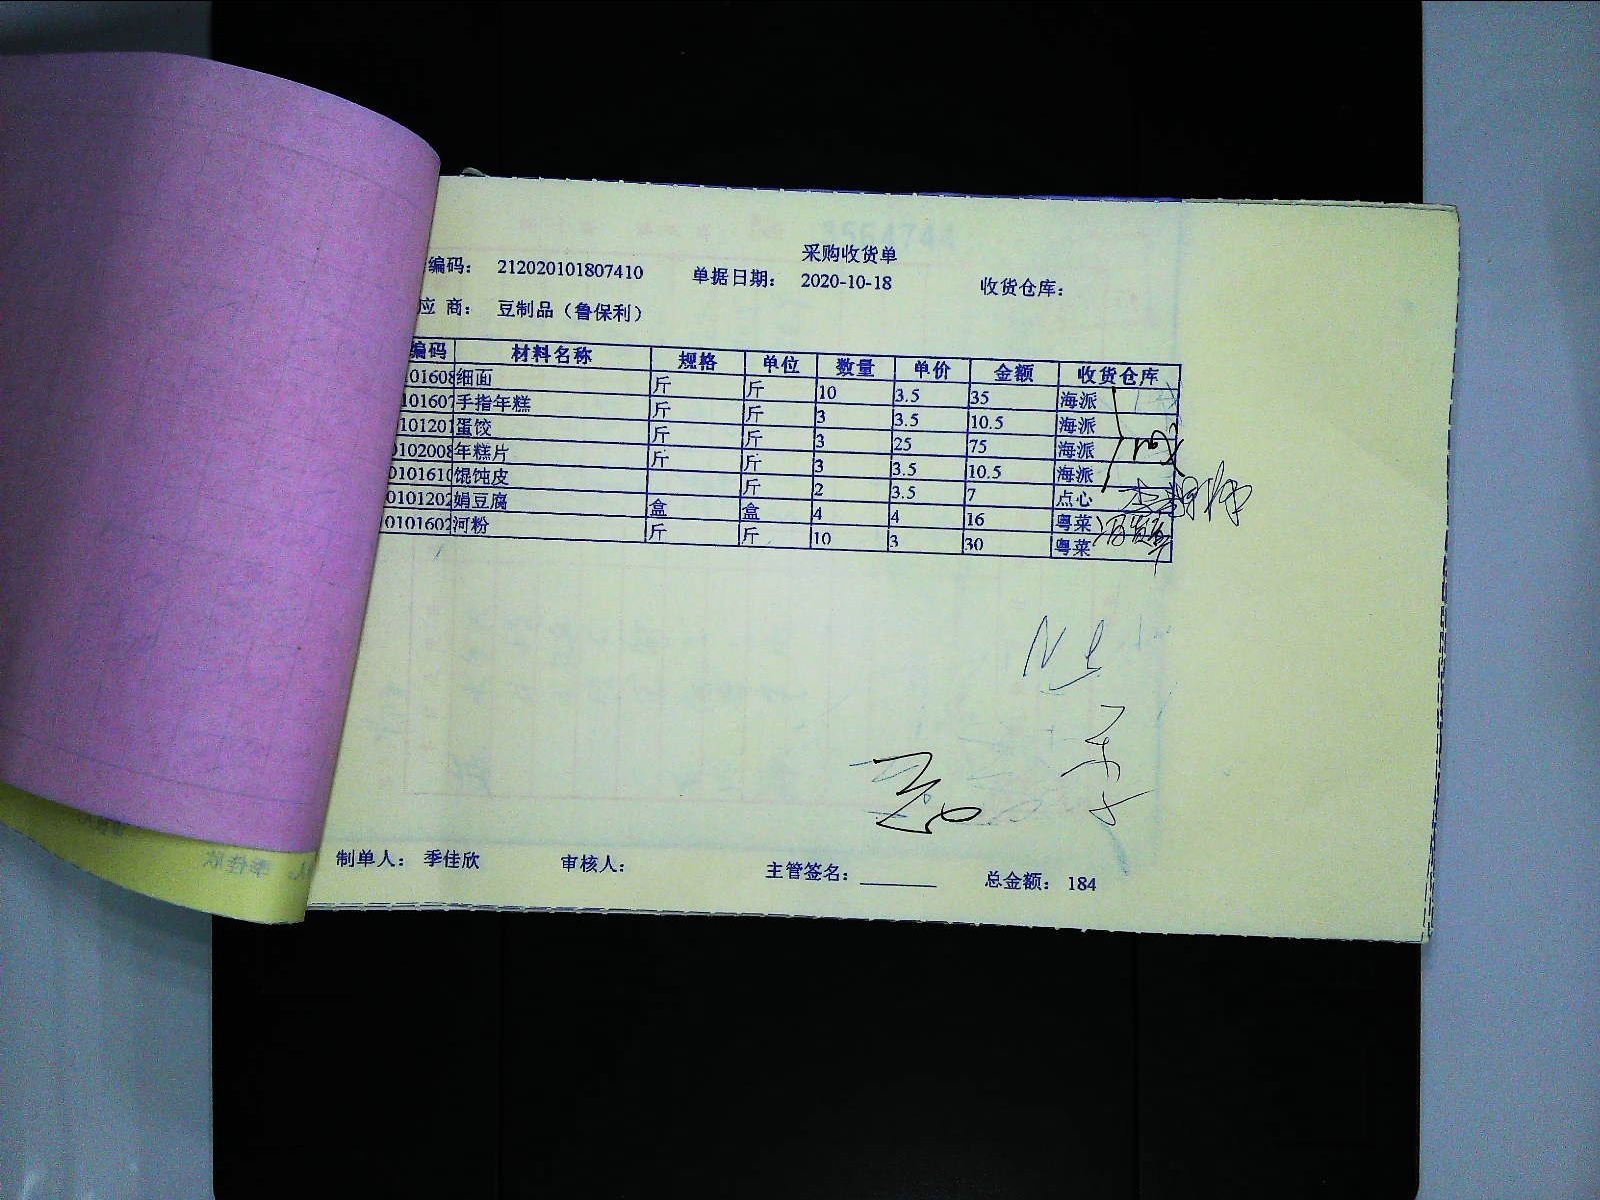 采购收货单
编码： 212020101807410 单据日期： 2020-10-18 收货仓库：
应 商： 豆制品（鲁保利）
编码 材料名称 规格 单位 数量 单价 金额 收货仓库
101608 细面 斤 斤 10 3.5 35 海派
101607 手指年糕 斤 斤 3 3.5 10.5 海派
101201 蛋饺 斤 斤 3 25 75 海派
0102008 年糕片 斤 斤 3 3.5 10.5 海派
0101610 馄饨皮 斤 2 3.5 7 点心
0101202 娟豆腐 盒 盒 4 4 16 粤菜
0101602 河粉 斤 斤 10 3 30 粤菜
制单人： 季佳欣 审核人： 主管签名： 总金额： 184